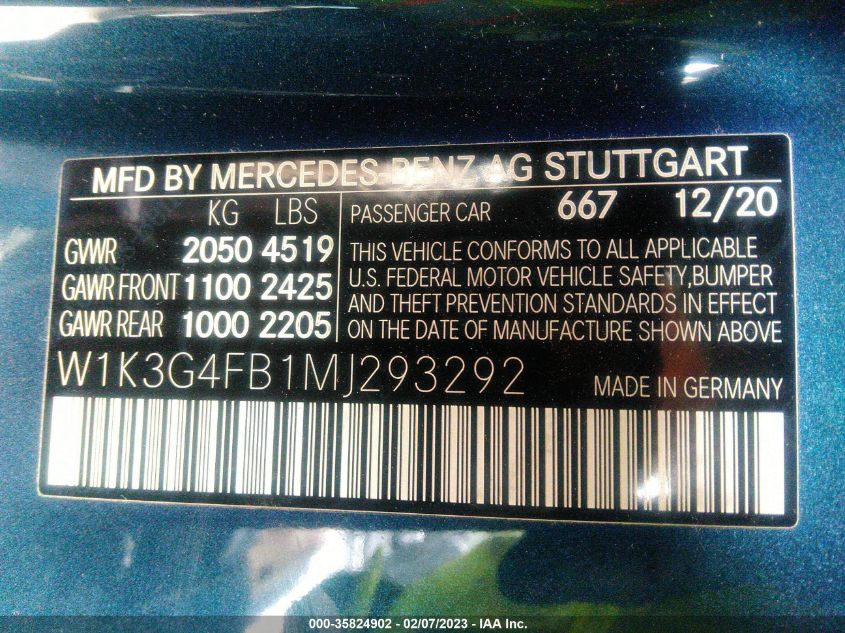 MFD BY MERCEDES-BENZ AG STUTTGART
KG LBS
GVWR 2050 4519
GAWR FRONT 1100 2425
GAWR REAR 1000 2205
PASSENGER CAR 667 12/20
THIS VEHICLE CONFORMS TO ALL APPLICABLE
U.S. FEDERAL MOTOR VEHICLE SAFETY,BUMPER
AND THEFT PREVENTION STANDARDS IN EFFECT
ON THE DATE OF MANUFACTURE SHOWN ABOVE.
W1K3G4FB1MJ293292
MADE IN GERMANY
000-35824902 - 02/07/2023 - IAA Inc.